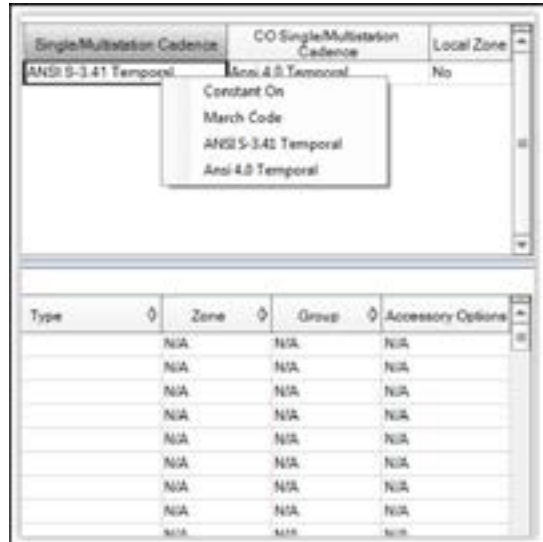 Single/Multistation Cadence CO Single/Multistation Cadence Local Zone
ANSI S-3.41 Temporal Ansi 4.0 Temporal No
Constant On
March Code
ANSI S-3.41 Temporal
Ansi 4.0 Temporal
Type Zone Group Accessory Options
N/A N/A N/A
N/A N/A N/A
N/A N/A N/A
N/A N/A N/A
N/A N/A N/A
N/A N/A N/A
N/A N/A N/A
N/A N/A N/A
N/A N/A N/A